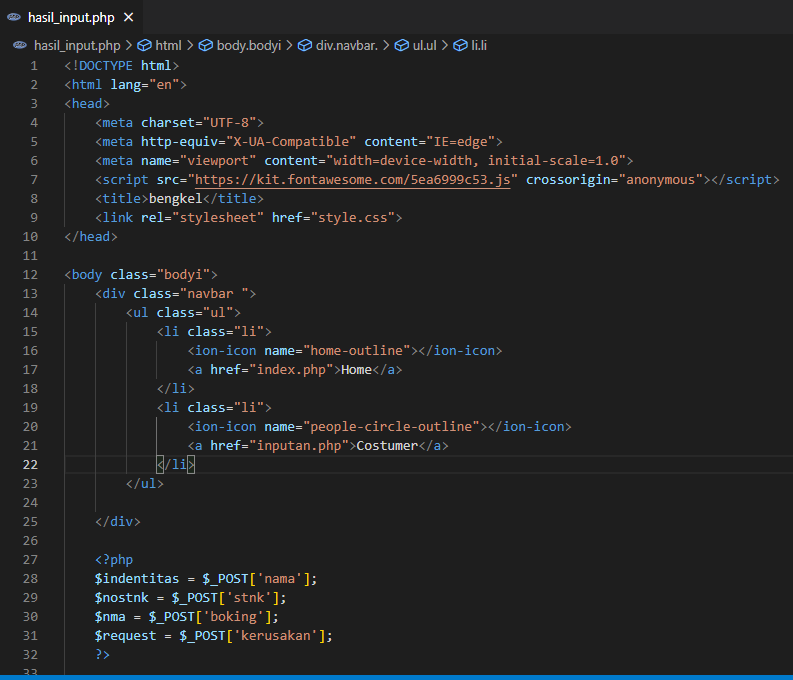 hasil_input.php ×
hasil_input.php > html > body.bodyi > div.navbar. > ul.ul > li.li
1 <!DOCTYPE html>
2 <html lang="en">
3 <head>
4 <meta charset="UTF-8">
5 <meta http-equiv="X-UA-Compatible" content="IE=edge">
6 <meta name="viewport" content="width=device-width, initial-scale=1.0">
7 <script src="https://kit.fontawesome.com/5ea6999c53.js" crossorigin="anonymous"></script>
8 <title>bengkel</title>
9 <link rel="stylesheet" href="style.css">
10 </head>
11
12 <body class="bodyi">
13 <div class="navbar ">
14 <ul class="ul">
15 <li class="li">
16 <ion-icon name="home-outline"></ion-icon>
17 <a href="index.php">Home</a>
18 </li>
19 <li class="li">
20 <ion-icon name="people-circle-outline"></ion-icon>
21 <a href="inputan.php">Costumer</a>
22 </li>
23 </ul>
24
25 </div>
26
27 <?php
28 $indentitas = $_POST['nama'];
29 $nostnk = $_POST['stnk'];
30 $nma = $_POST['boking'];
31 $request = $_POST['kerusakan'];
32 ?>
33